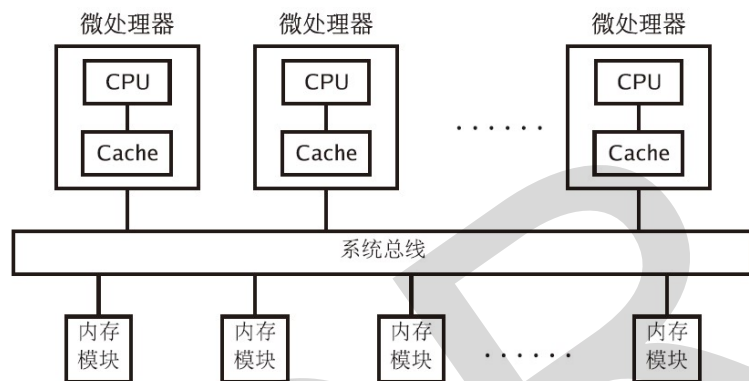 微处理器 微处理器 微处理器
CPU CPU CPU
······
Cache Cache Cache
系统总线
内存 内存 内存 内存
模块 模块 模块 ······ 模块